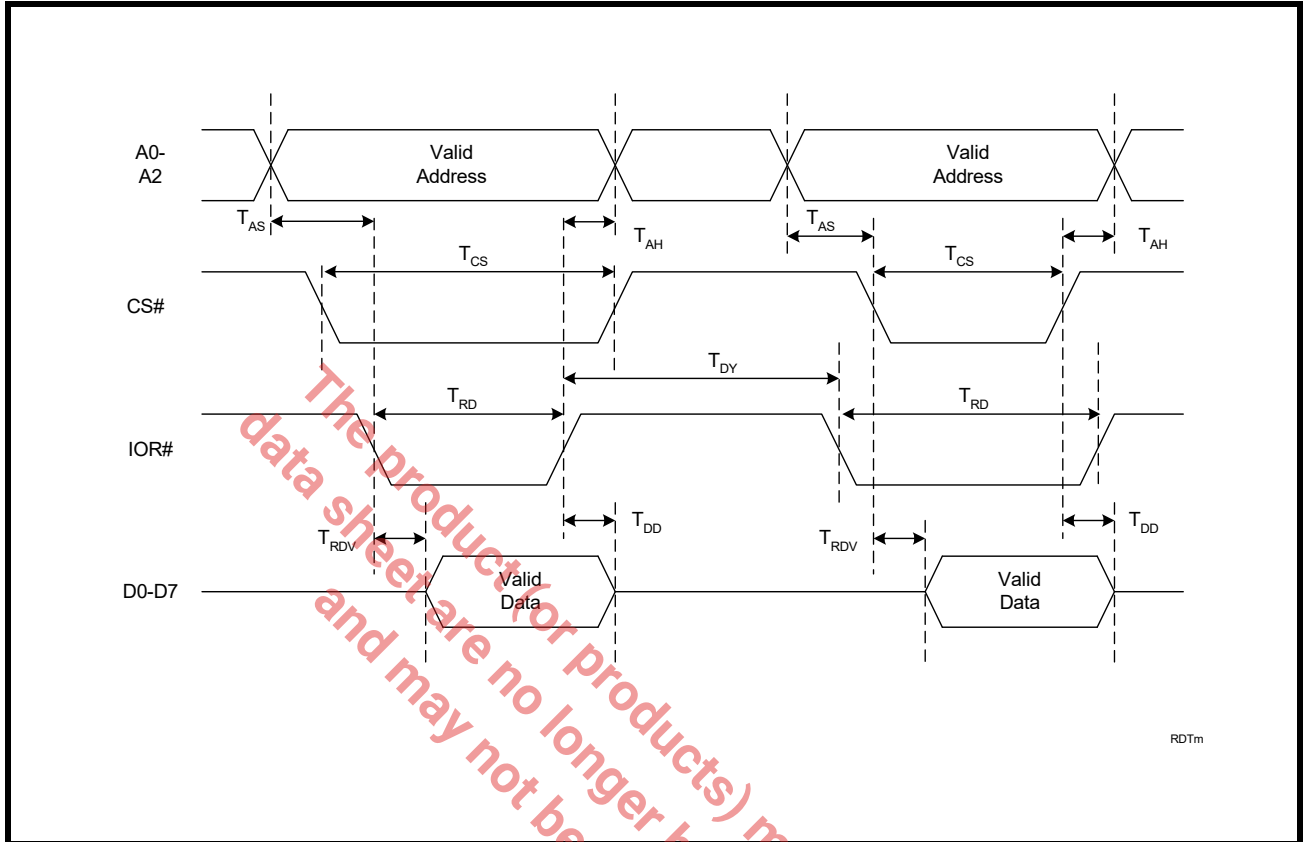 A0-
A2
Valid
Address
Valid
Address
TAS
TAH
TAS
TAH
TCS
TCS
CS#
TDY
TRD
TRD
IOR#
TRDV
TDD
TRDV
TDD
D0-D7
Valid
Data
Valid
Data
RDTm
The product (or products) m
data sheet are no longer b
and may not be